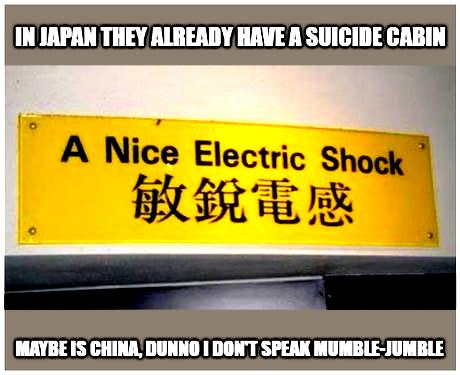 IN JAPAN THEY ALREADY HAVE A SUICIDE CABIN
A Nice Electric Shock
敏銳電感
MAYBE IS CHINA, DUNNO I DON'T SPEAK MUMBLE-JUMBLE